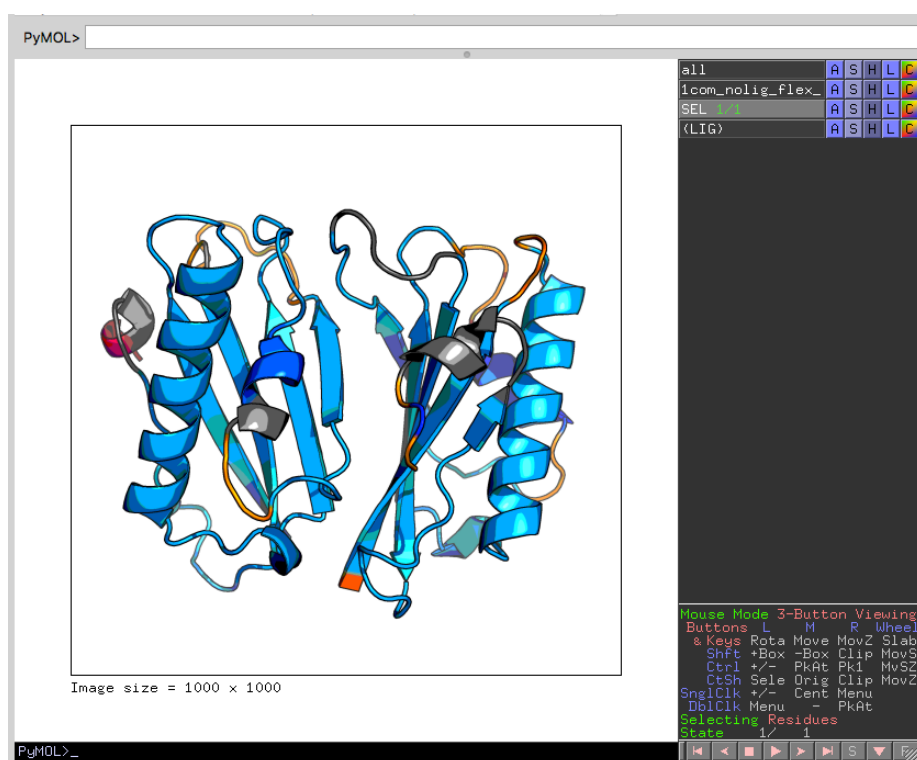 PyMOL>
all A S H L C
1com_nolig_flex_ A S H L C
SEL 1/1 A S H L C
(LIG) A S H L C
Image size = 1000 x 1000
Mouse Mode 3-Button Viewing
Buttons L M R Wheel
& Keys Rota Move MovZ Slab
Shft +Box -Box Clip MovS
Ctrl +/- PkAt Pk1 MvSZ
CtSh Sele Orig Clip MovZ
SnglClk +/- Cent Menu
DblClk Menu - PkAt
Selecting Residues
State 1/ 1
PyMOL>_
S F